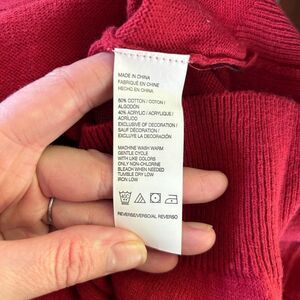 MADE IN CHINA
FABRIQUÉ EN CHINE
HECHO EN CHINA
60% COTTON / COTON /
ALGODÓN
40% ACRYLIC / ACRYLIQUE /
ACRÍLICO
EXCLUSIVE OF DECORATION /
SAUF DÉCORATION /
EXCLUYE LA DECORACIÓN
MACHINE WASH WARM
GENTLE CYCLE
WITH LIKE COLORS
ONLY NON-CHLORINE
BLEACH WHEN NEEDED
TUMBLE DRY LOW
IRON LOW
REVERSE/VERSO/AL REVERSO